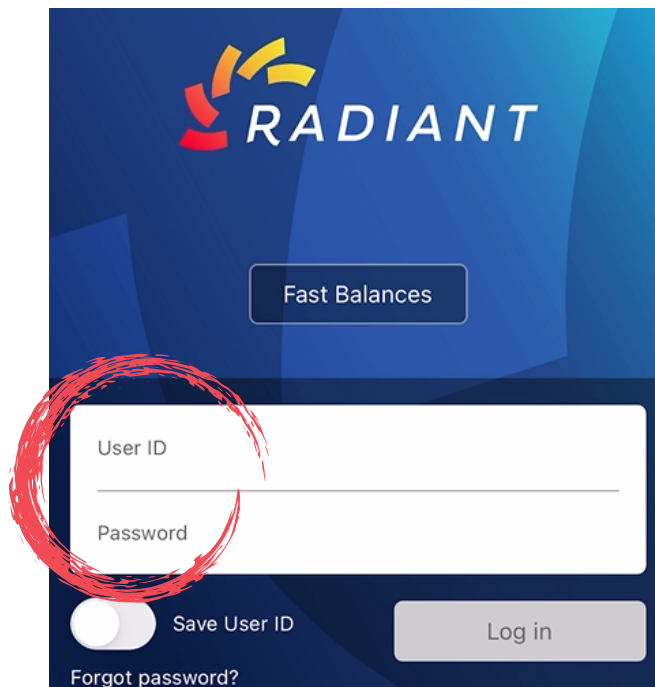 RADIANT
Fast Balances
User ID
Password
Save User ID
Log in
Forgot password?